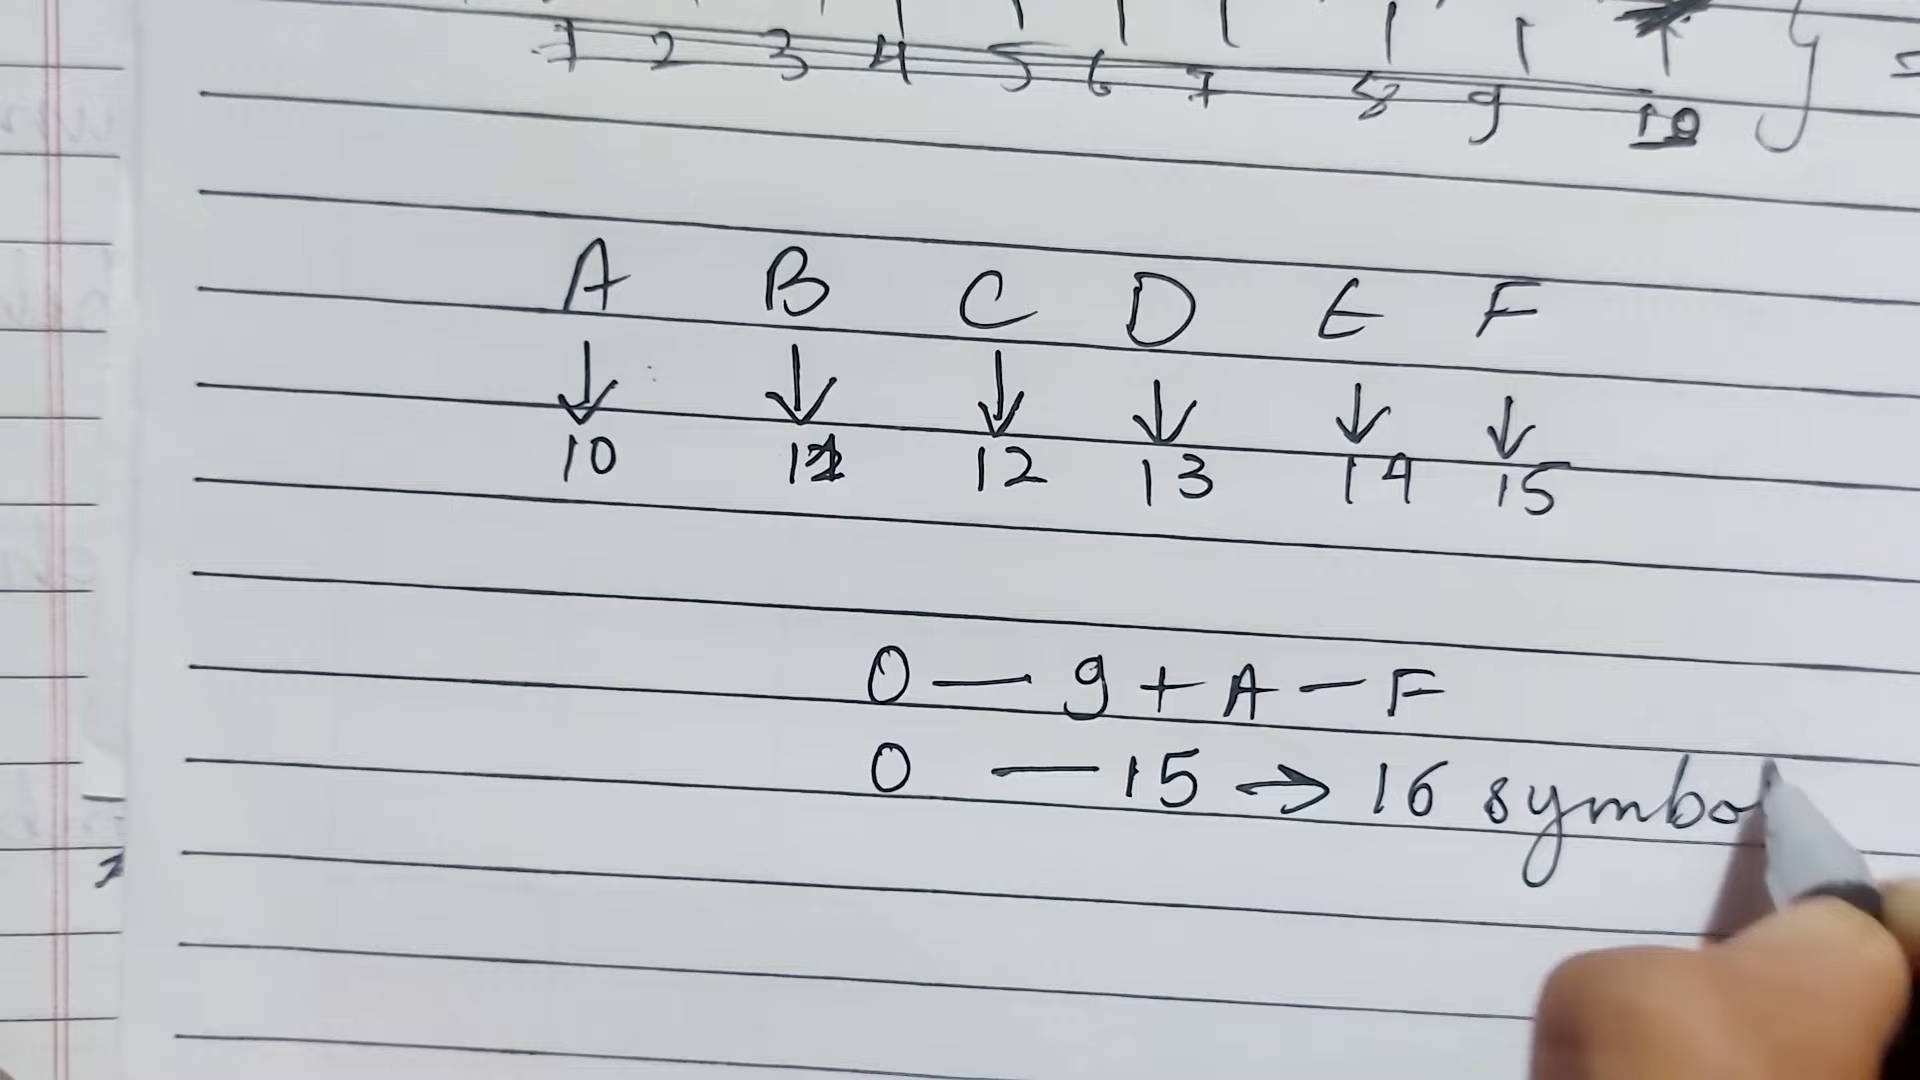 1 2 3 4 5 6 7 8 9 10
A B C D E F
↓ ↓ ↓ ↓ ↓ ↓
10 11 12 13 14 15
0 — 9 + A — F
0 — 15 → 16 symbol